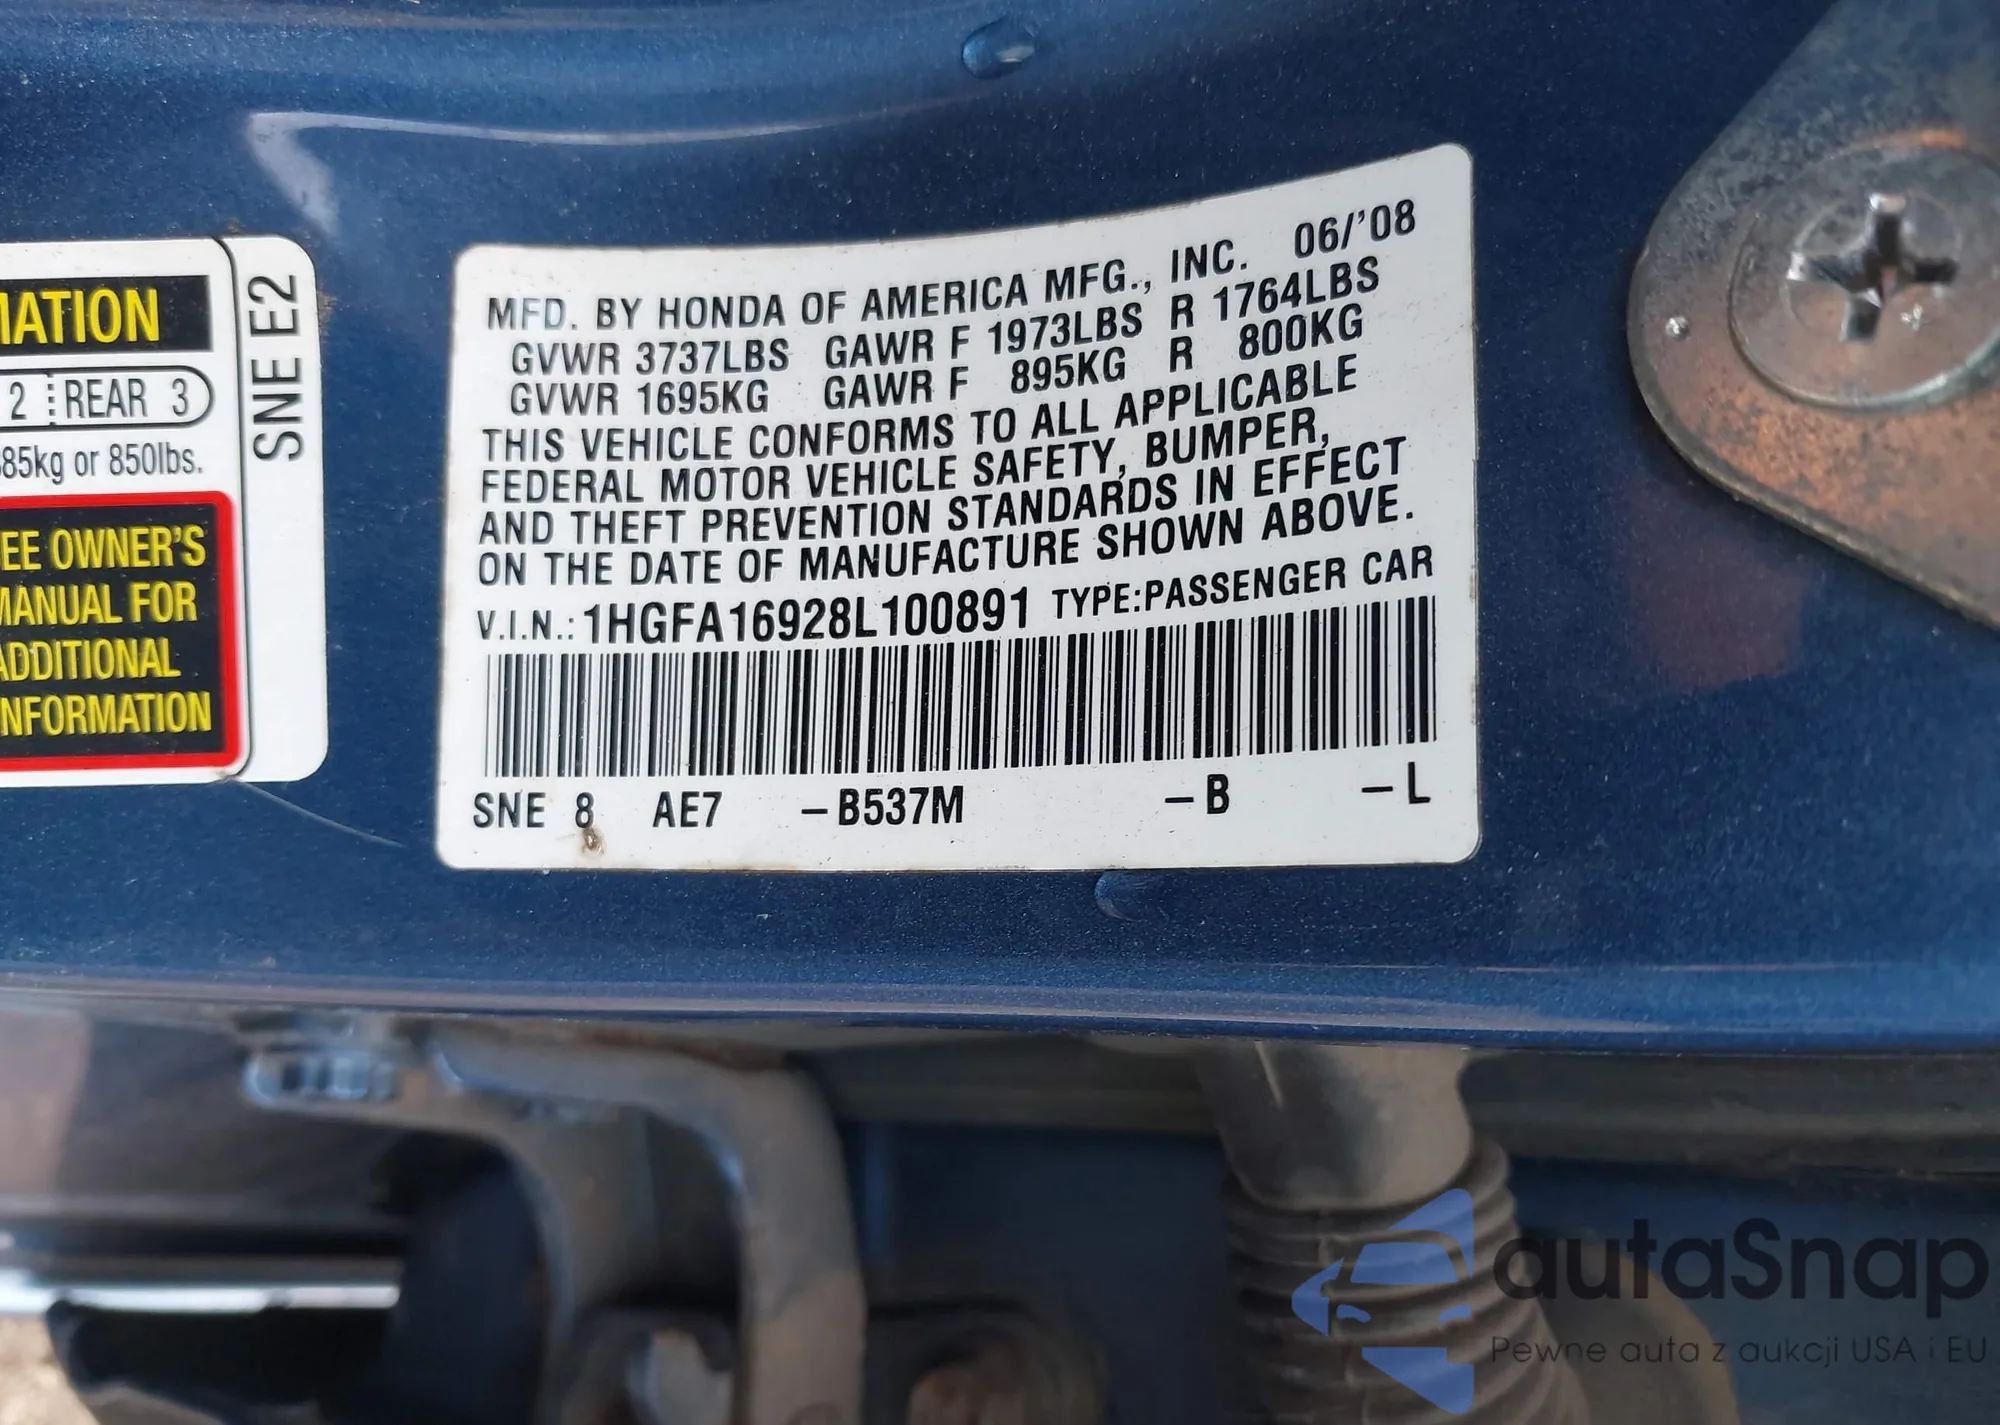 MATION
2 REAR 3
85kg or 850lbs.
EE OWNER'S
MANUAL FOR
ADDITIONAL
NFORMATION
SNE E2
MFD. BY HONDA OF AMERICA MFG., INC. 06/'08
GVWR 3737LBS GAWR F 1973LBS R 1764LBS
GVWR 1695KG GAWR F 895KG R 800KG
THIS VEHICLE CONFORMS TO ALL APPLICABLE
FEDERAL MOTOR VEHICLE SAFETY, BUMPER,
AND THEFT PREVENTION STANDARDS IN EFFECT
ON THE DATE OF MANUFACTURE SHOWN ABOVE.
V.I.N.: 1HGFA16928L100891 TYPE:PASSENGER CAR
SNE 8 AE7 –B537M –B –L
autaSnap
Pewne auta z aukcji USA i EU